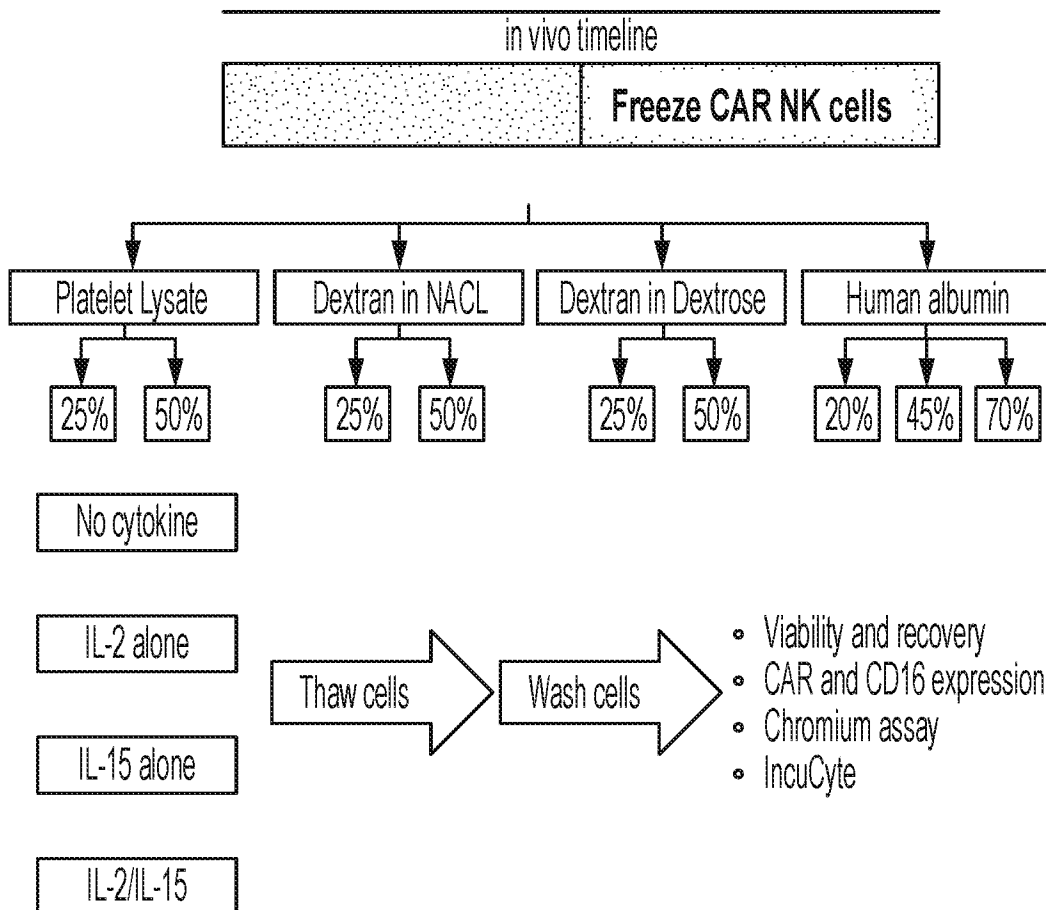 in vivo timeline
Freeze CAR NK cells
Platelet Lysate
Dextran in NACL
Dextran in Dextrose
Human albumin
25%
50%
25%
50%
25%
50%
20%
45%
70%
No cytokine
IL-2 alone
IL-15 alone
IL-2/IL-15
Thaw cells
Wash cells
• Viability and recovery
• CAR and CD16 expression
• Chromium assay
• IncuCyte